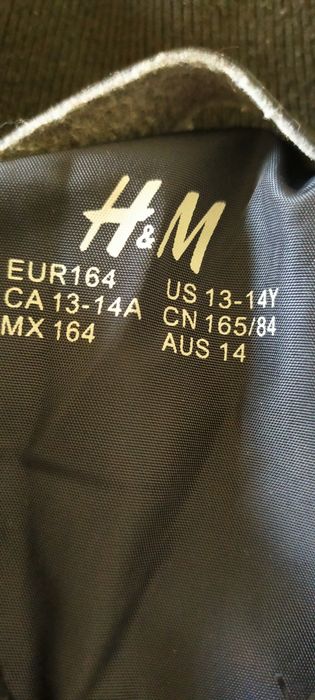 H&M
EUR164
CA 13-14A
MX 164
US 13-14Y
CN 165/84
AUS 14